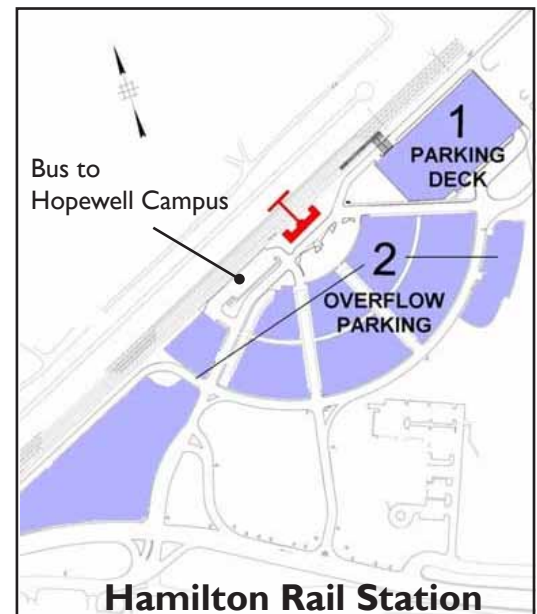 1
PARKING
DECK
Bus to
Hopewell Campus
2
OVERFLOW
PARKING
Hamilton Rail Station